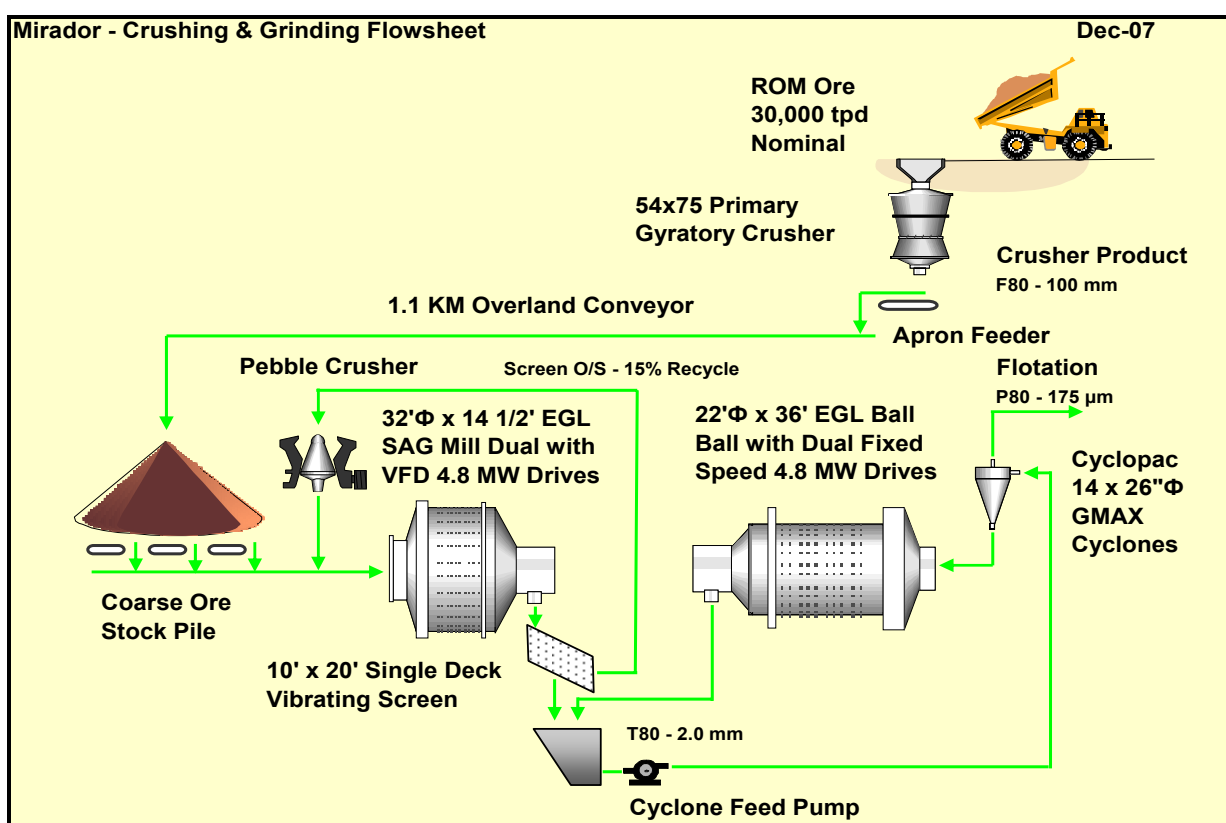 Mirador - Crushing & Grinding Flowsheet
Dec-07
ROM Ore
30,000 tpd
Nominal
54x75 Primary
Gyratory Crusher
Crusher Product
F80 - 100 mm
1.1 KM Overland Conveyor
Apron Feeder
Pebble Crusher
Screen O/S - 15% Recycle
Flotation
P80 - 175 µm
32'Φ x 14 1/2' EGL
SAG Mill Dual with
VFD 4.8 MW Drives
22'Φ x 36' EGL Ball
Ball with Dual Fixed
Speed 4.8 MW Drives
Cyclopac
14 x 26"Φ
GMAX
Cyclones
Coarse Ore
Stock Pile
10' x 20' Single Deck
Vibrating Screen
T80 - 2.0 mm
Cyclone Feed Pump